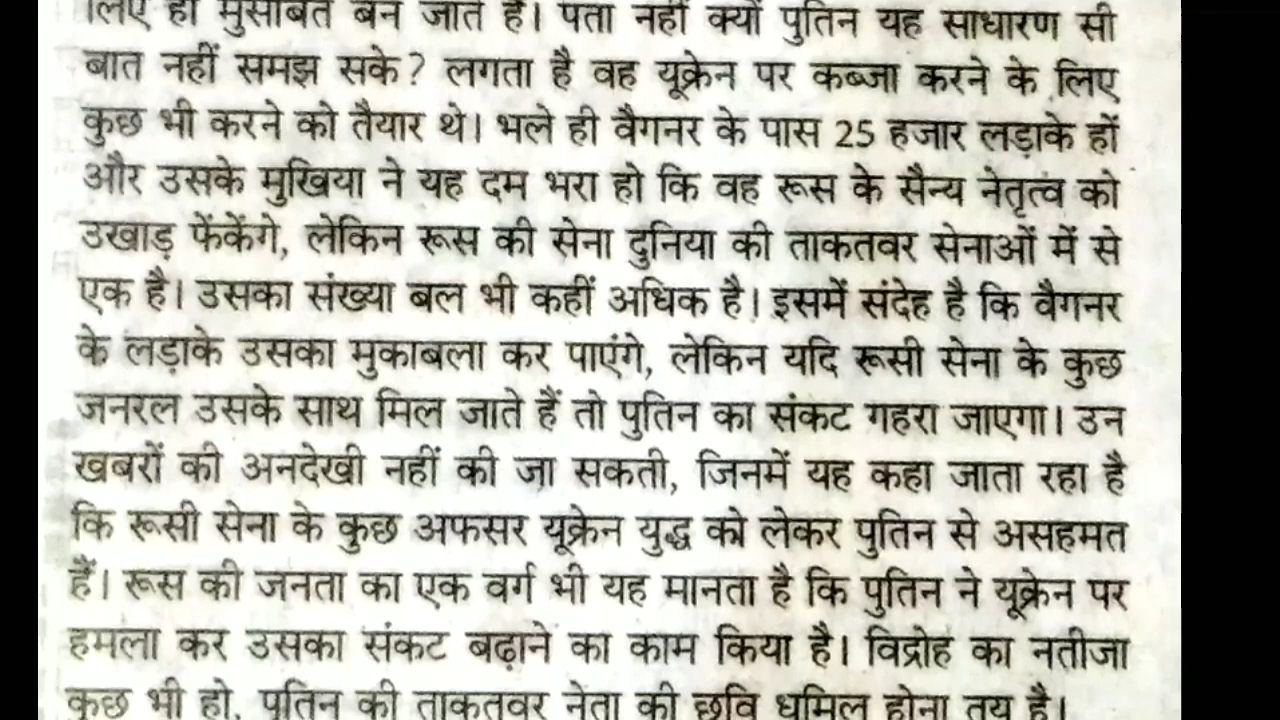 लिए ही मुसीबत बन जाते हैं। पता नहीं क्यों पुतिन यह साधारण सी
बात नहीं समझ सके? लगता है वह यूक्रेन पर कब्जा करने के लिए
कुछ भी करने को तैयार थे। भले ही वैगनर के पास 25 हजार लड़ाके हों
और उसके मुखिया ने यह दम भरा हो कि वह रूस के सैन्य नेतृत्व को
उखाड़ फेंकेंगे, लेकिन रूस की सेना दुनिया की ताकतवर सेनाओं में से
एक है। उसका संख्या बल भी कहीं अधिक है। इसमें संदेह है कि वैगनर
के लड़ाके उसका मुकाबला कर पाएंगे, लेकिन यदि रूसी सेना के कुछ
जनरल उसके साथ मिल जाते हैं तो पुतिन का संकट गहरा जाएगा। उन
खबरों की अनदेखी नहीं की जा सकती, जिनमें यह कहा जाता रहा है
कि रूसी सेना के कुछ अफसर यूक्रेन युद्ध को लेकर पुतिन से असहमत
हैं। रूस की जनता का एक वर्ग भी यह मानता है कि पुतिन ने यूक्रेन पर
हमला कर उसका संकट बढ़ाने का काम किया है। विद्रोह का नतीजा
कुछ भी हो, पुतिन की ताकतवर नेता की छवि धूमिल होना तय है।